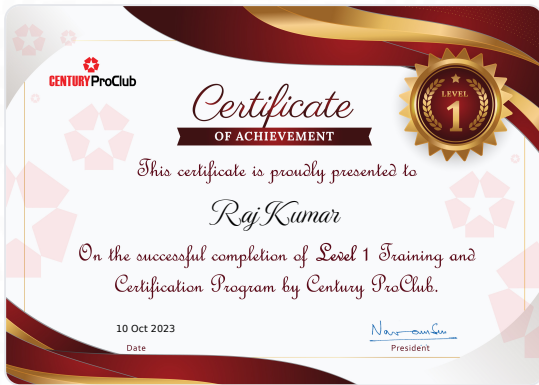 CENTURY ProClub
LEVEL
1
Certificate
OF ACHIEVEMENT
This certificate is proudly presented to
Raj Kumar
On the successful completion of Level 1 Training and
Certification Program by Century ProClub.
10 Oct 2023
Date
President